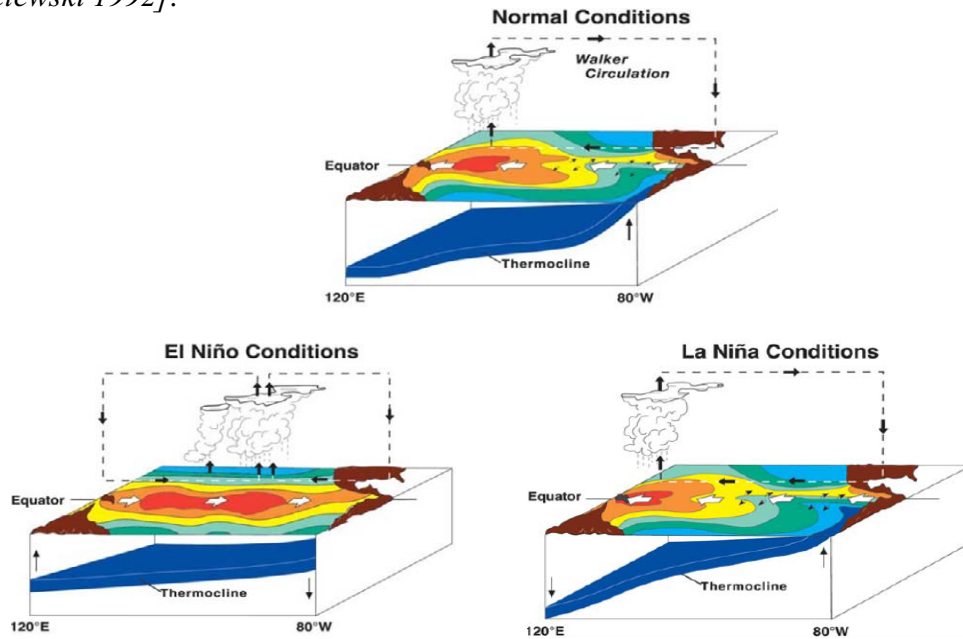 1992].
Normal Conditions
Walker
Circulation
Equator
Thermocline
120°E
80°W
El Niño Conditions
Equator
Thermocline
120°E
80°W
La Niña Conditions
Equator
Thermocline
120°E
80°W